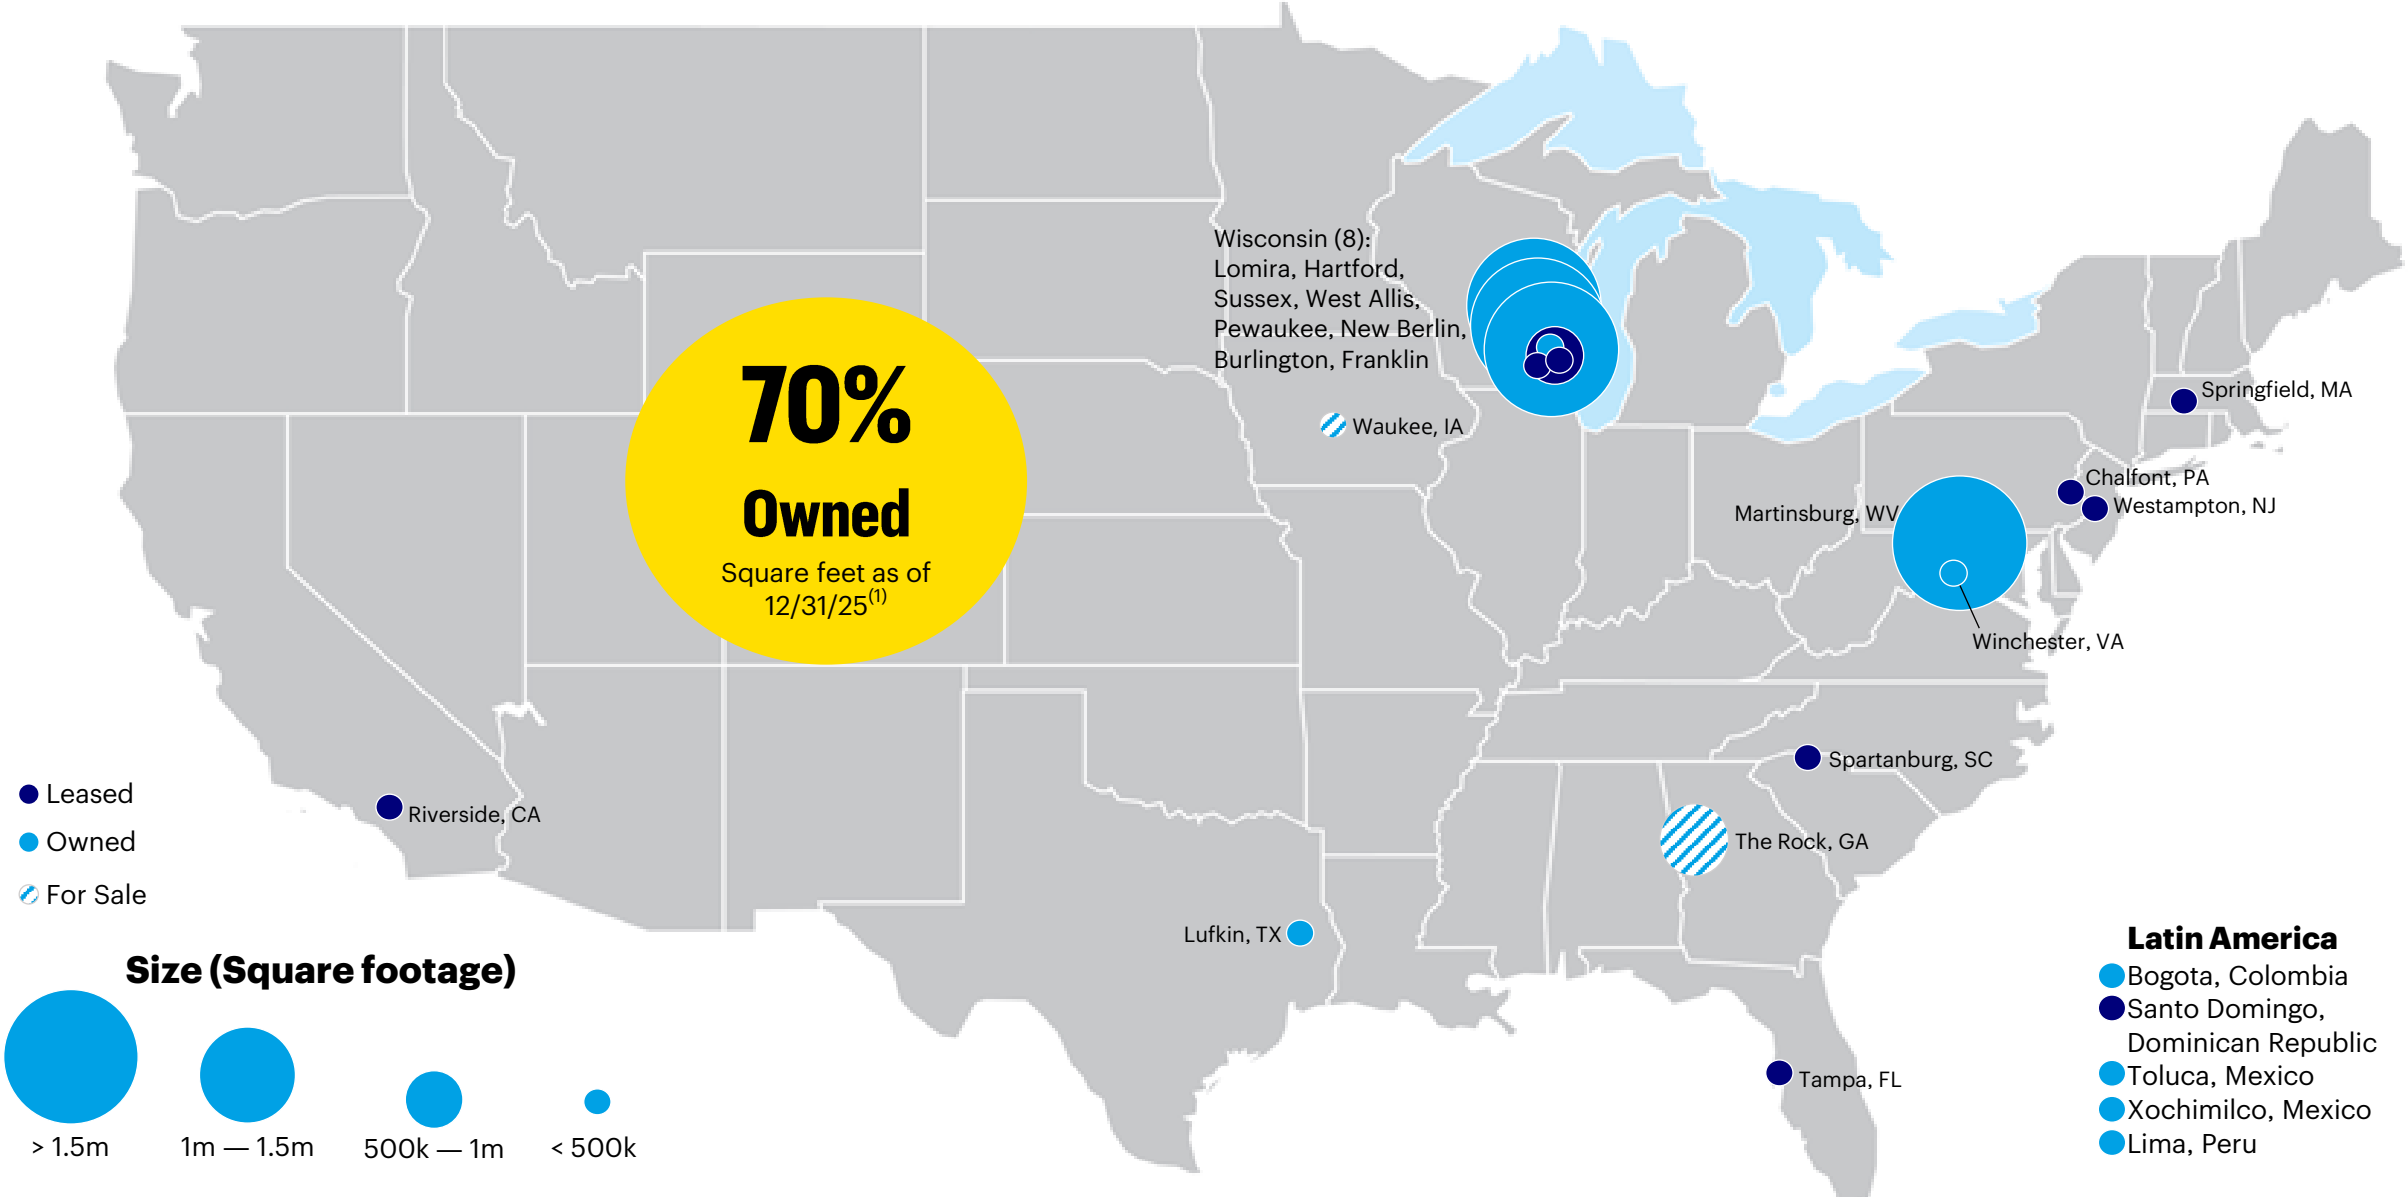 Wisconsin (8):
Lomira, Hartford,
Sussex, West Allis,
Pewaukee, New Berlin,
Burlington, Franklin
70%
Owned
Square feet as of
12/31/25(1)
Waukee, IA
Springfield, MA
Chalfont, PA
Westampton, NJ
Martinsburg, WV
Winchester, VA
Spartanburg, SC
The Rock, GA
Riverside, CA
Lufkin, TX
Tampa, FL
Leased
Owned
For Sale
Size (Square footage)
> 1.5m
1m — 1.5m
500k — 1m
< 500k
Latin America
Bogota, Colombia
Santo Domingo,
Dominican Republic
Toluca, Mexico
Xochimilco, Mexico
Lima, Peru